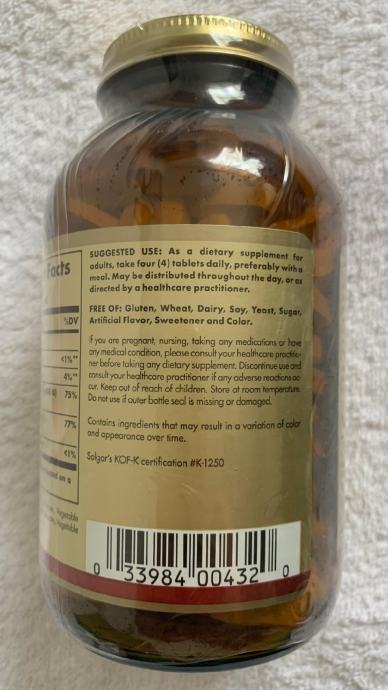 Facts
%DV
<1%**
4%**
75%
77%
<1%
SUGGESTED USE: As a dietary supplement for
adults, take four (4) tablets daily, preferably with a
meal. May be distributed throughout the day, or as
directed by a healthcare practitioner.
FREE OF: Gluten, Wheat, Dairy, Soy, Yeast, Sugar,
Artificial Flavor, Sweetener and Color.
If you are pregnant, nursing, taking any medications or have
any medical condition, please consult your healthcare practitio-
ner before taking any dietary supplement. Discontinue use and
consult your healthcare practitioner if any adverse reactions oc-
cur. Keep out of reach of children. Store at room temperature.
Do not use if outer bottle seal is missing or damaged.
Contains ingredients that may result in a variation of color
and appearance over time.
Solgar's KOF-K certification #K-1250
Vegetable
Vegetable
0 33984 00432 0